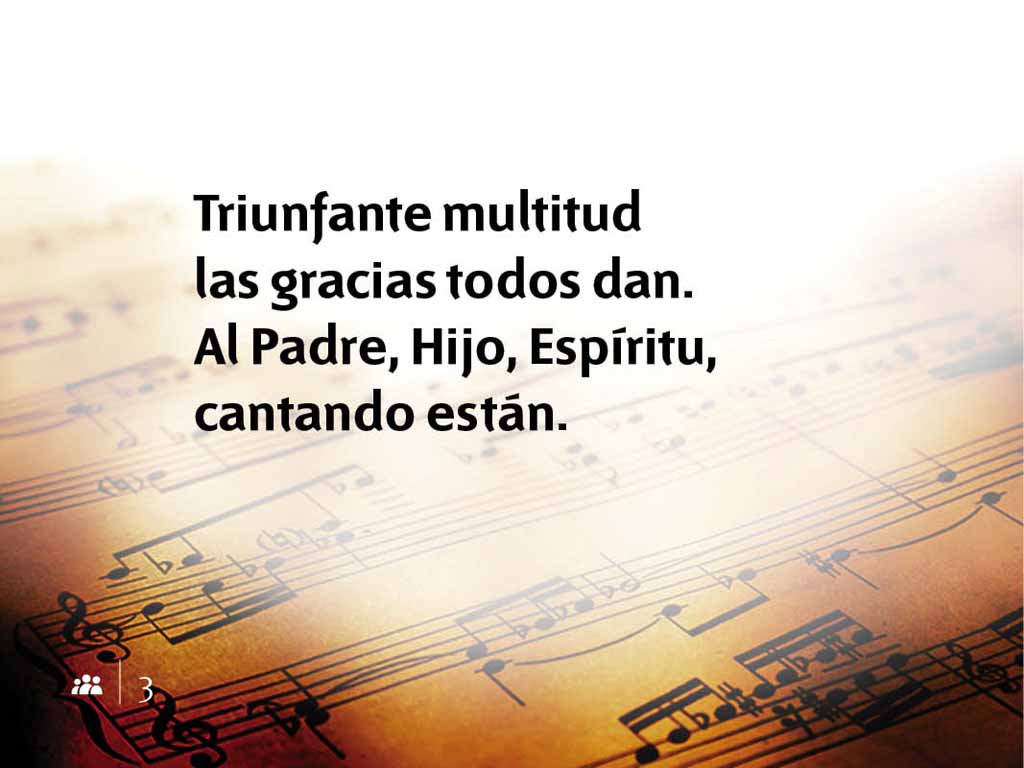 Triunfante multitud
las gracias todos dan.
Al Padre, Hijo, Espíritu,
cantando están.
3